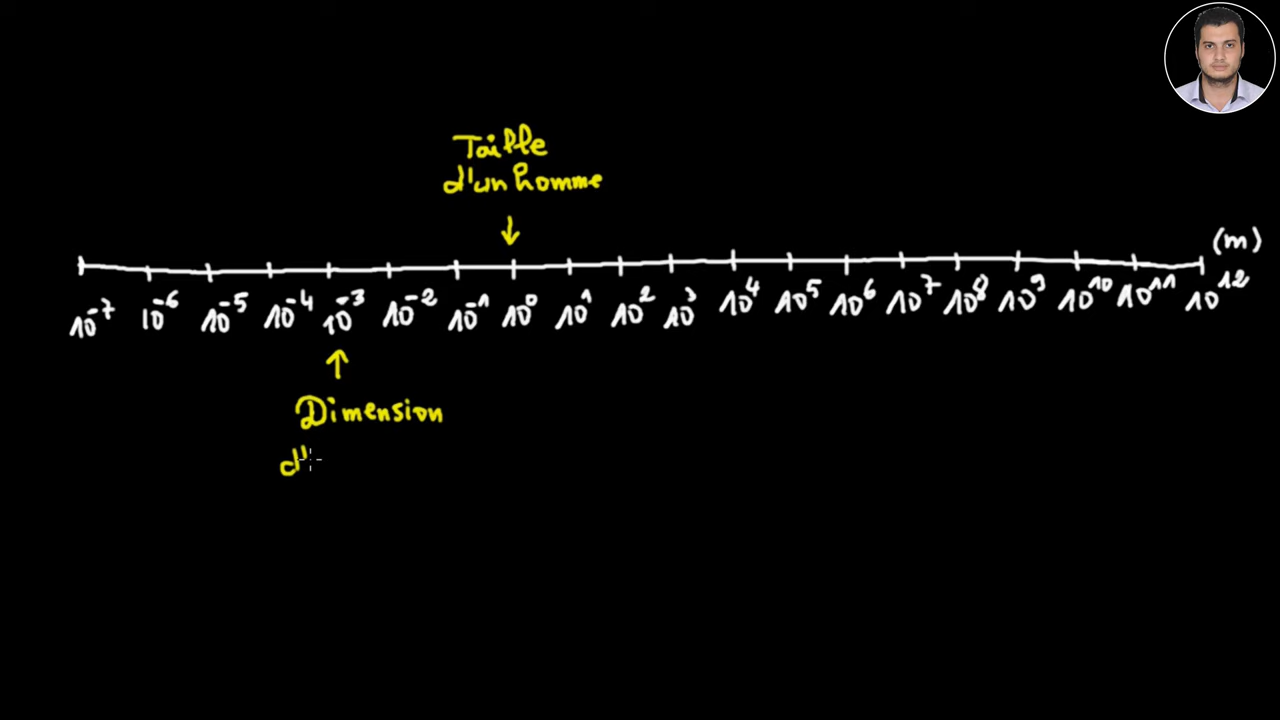 Taille
d'un homme
(m)
10⁻⁷ 10⁻⁶ 10⁻⁵ 10⁻⁴ 10⁻³ 10⁻² 10⁻¹ 10⁰ 10¹ 10² 10³ 10⁴ 10⁵ 10⁶ 10⁷ 10⁸ 10⁹ 10¹⁰ 10¹¹ 10¹²
Dimension
d'